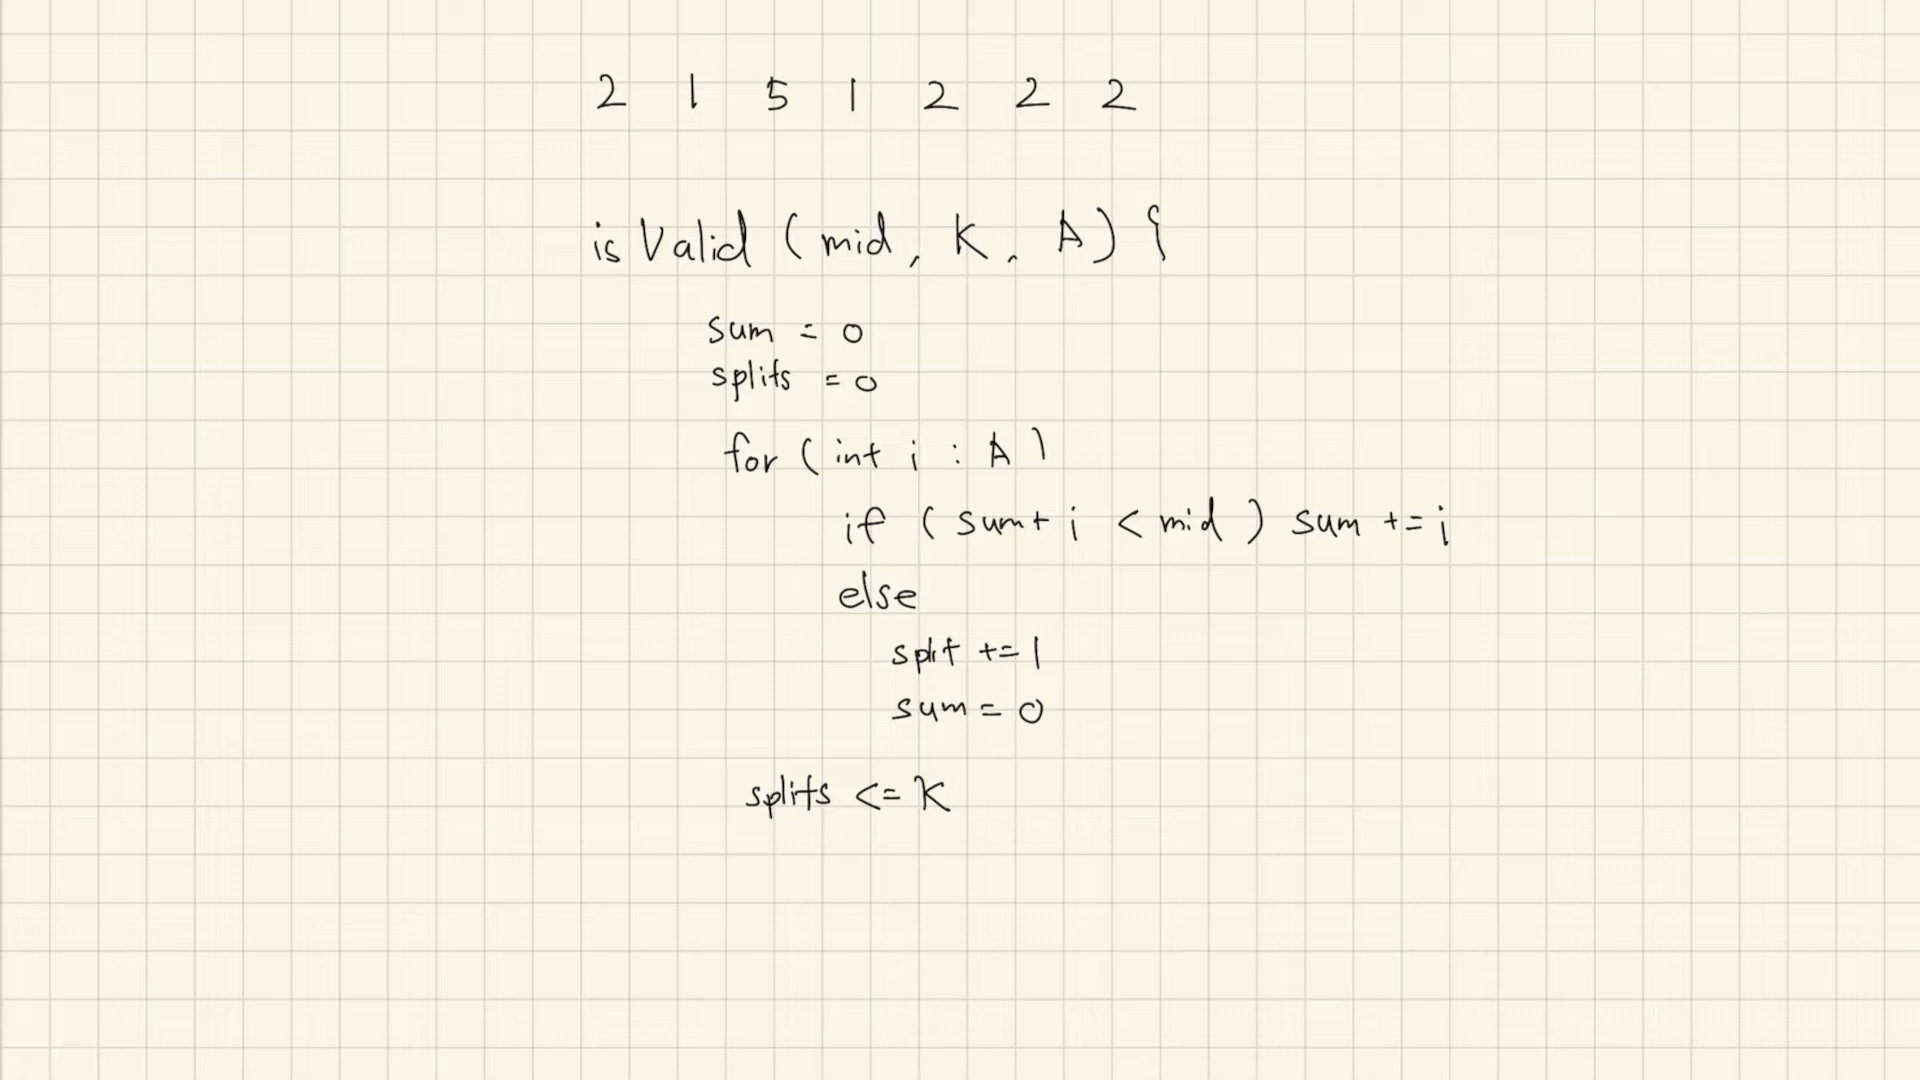 2 1 5 1 2 2 2
isValid (mid, K, A) {
sum = 0
splits = 0
for (int i : A)
if (sum + i < mid) sum += i
else
split += 1
sum = 0
splits <= K